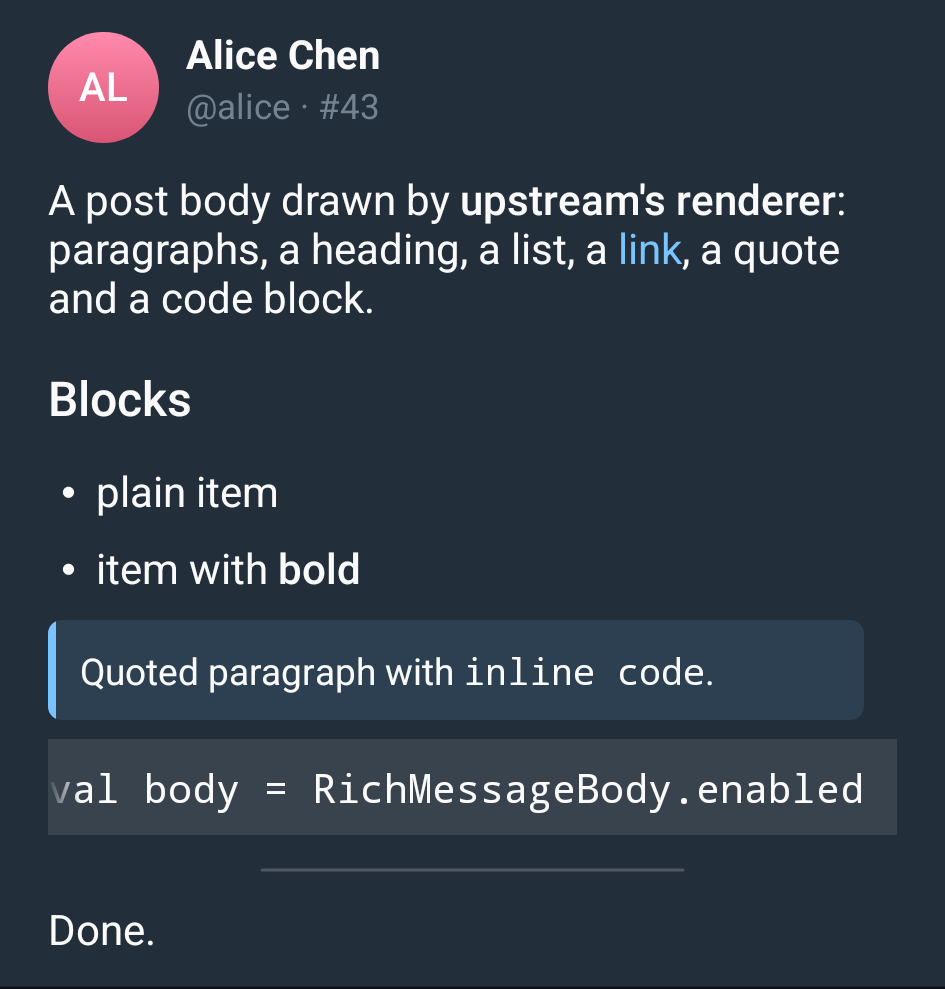 AL
Alice Chen
@alice · #43
A post body drawn by upstream's renderer:
paragraphs, a heading, a list, a link, a quote
and a code block.
Blocks
• plain item
• item with bold
Quoted paragraph with inline code.
val body = RichMessageBody.enabled
Done.